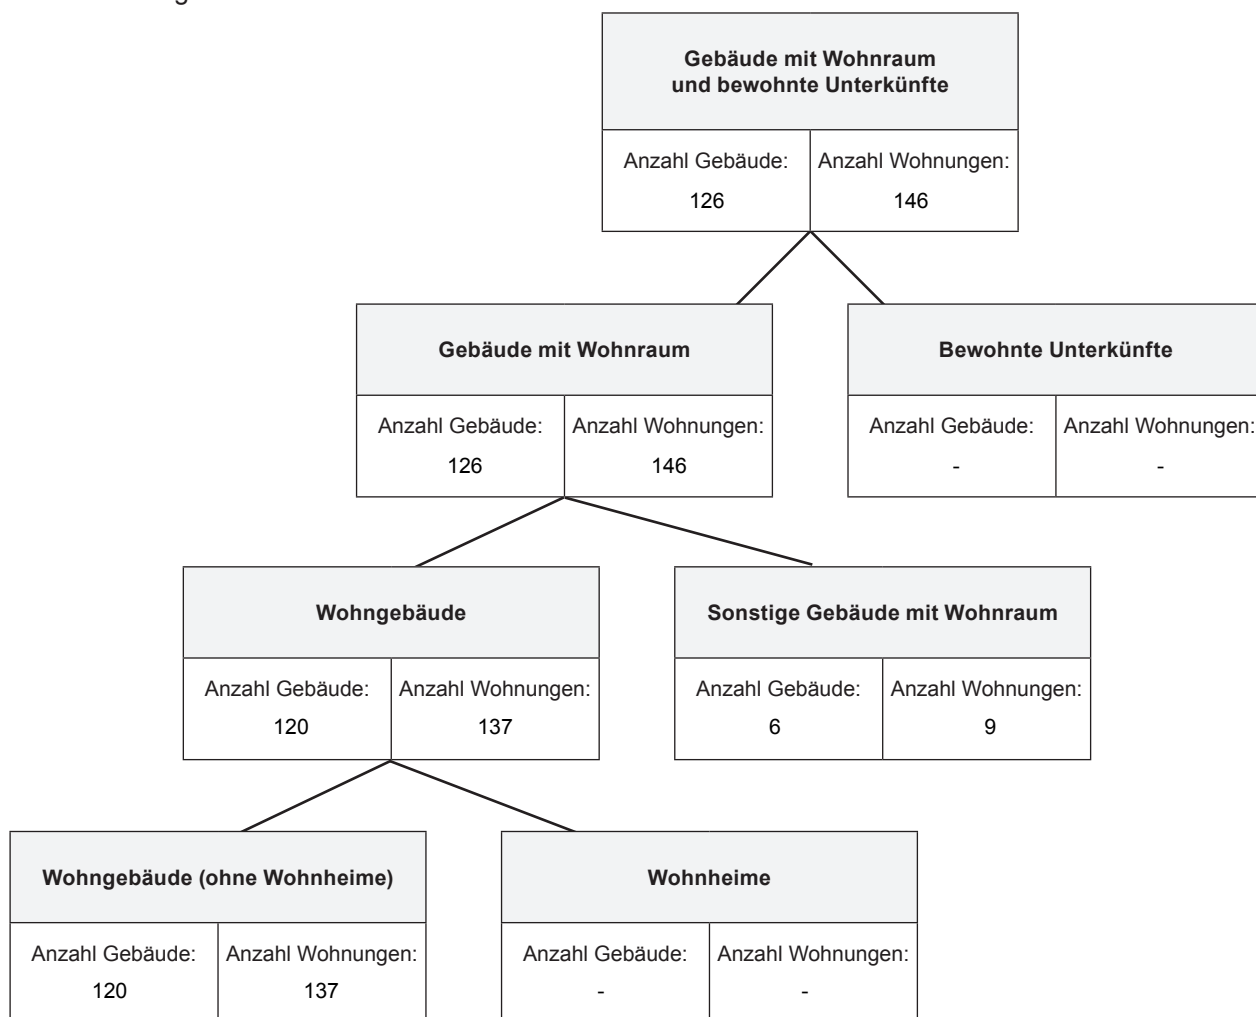 Gebäude mit Wohnraum
und bewohnte Unterkünfte
Anzahl Gebäude: Anzahl Wohnungen:
126 146
Gebäude mit Wohnraum
Bewohnte Unterkünfte
Anzahl Gebäude: Anzahl Wohnungen:
126 146
Anzahl Gebäude: Anzahl Wohnungen:
- -
Wohngebäude
Sonstige Gebäude mit Wohnraum
Anzahl Gebäude: Anzahl Wohnungen:
120 137
Anzahl Gebäude: Anzahl Wohnungen:
6 9
Wohngebäude (ohne Wohnheime)
Wohnheime
Anzahl Gebäude: Anzahl Wohnungen:
120 137
Anzahl Gebäude: Anzahl Wohnungen:
- -